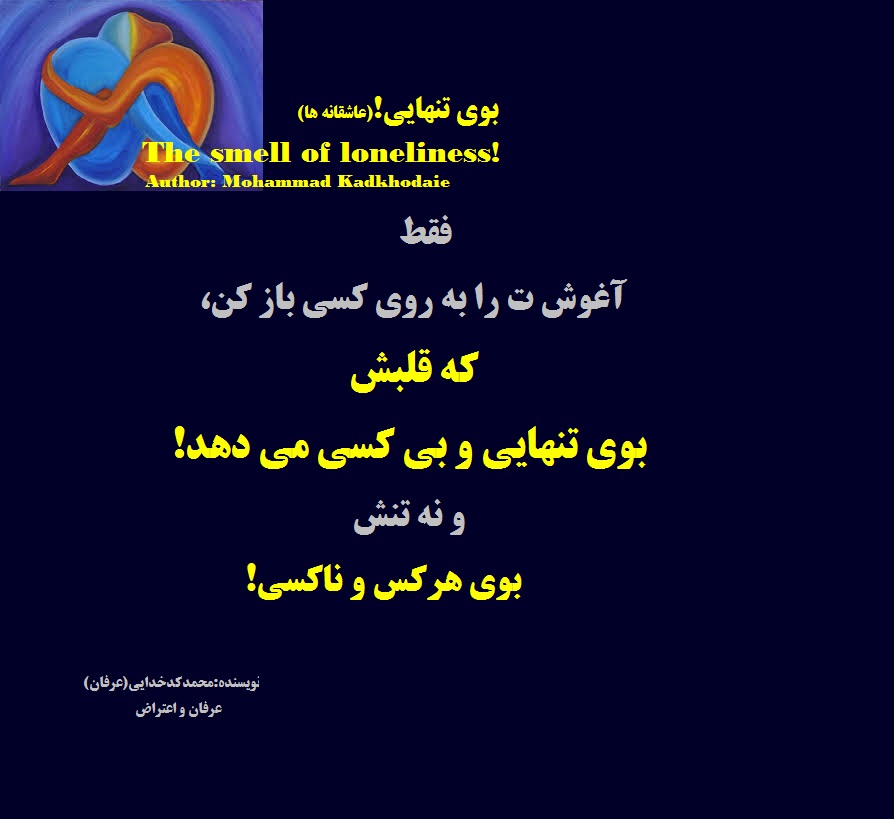 بوی تنهایی!(عاشقانه ها)
The smell of loneliness!
Author: Mohammad Kadkhodaie
فقط
آغوش ت را به روی کسی باز کن،
که قلبش
بوی تنهایی و بی کسی می دهد!
و نه تنش
بوی هرکس و ناکسی!
نویسنده:محمدکدخدایی(عرفان)
عرفان و اعتراض